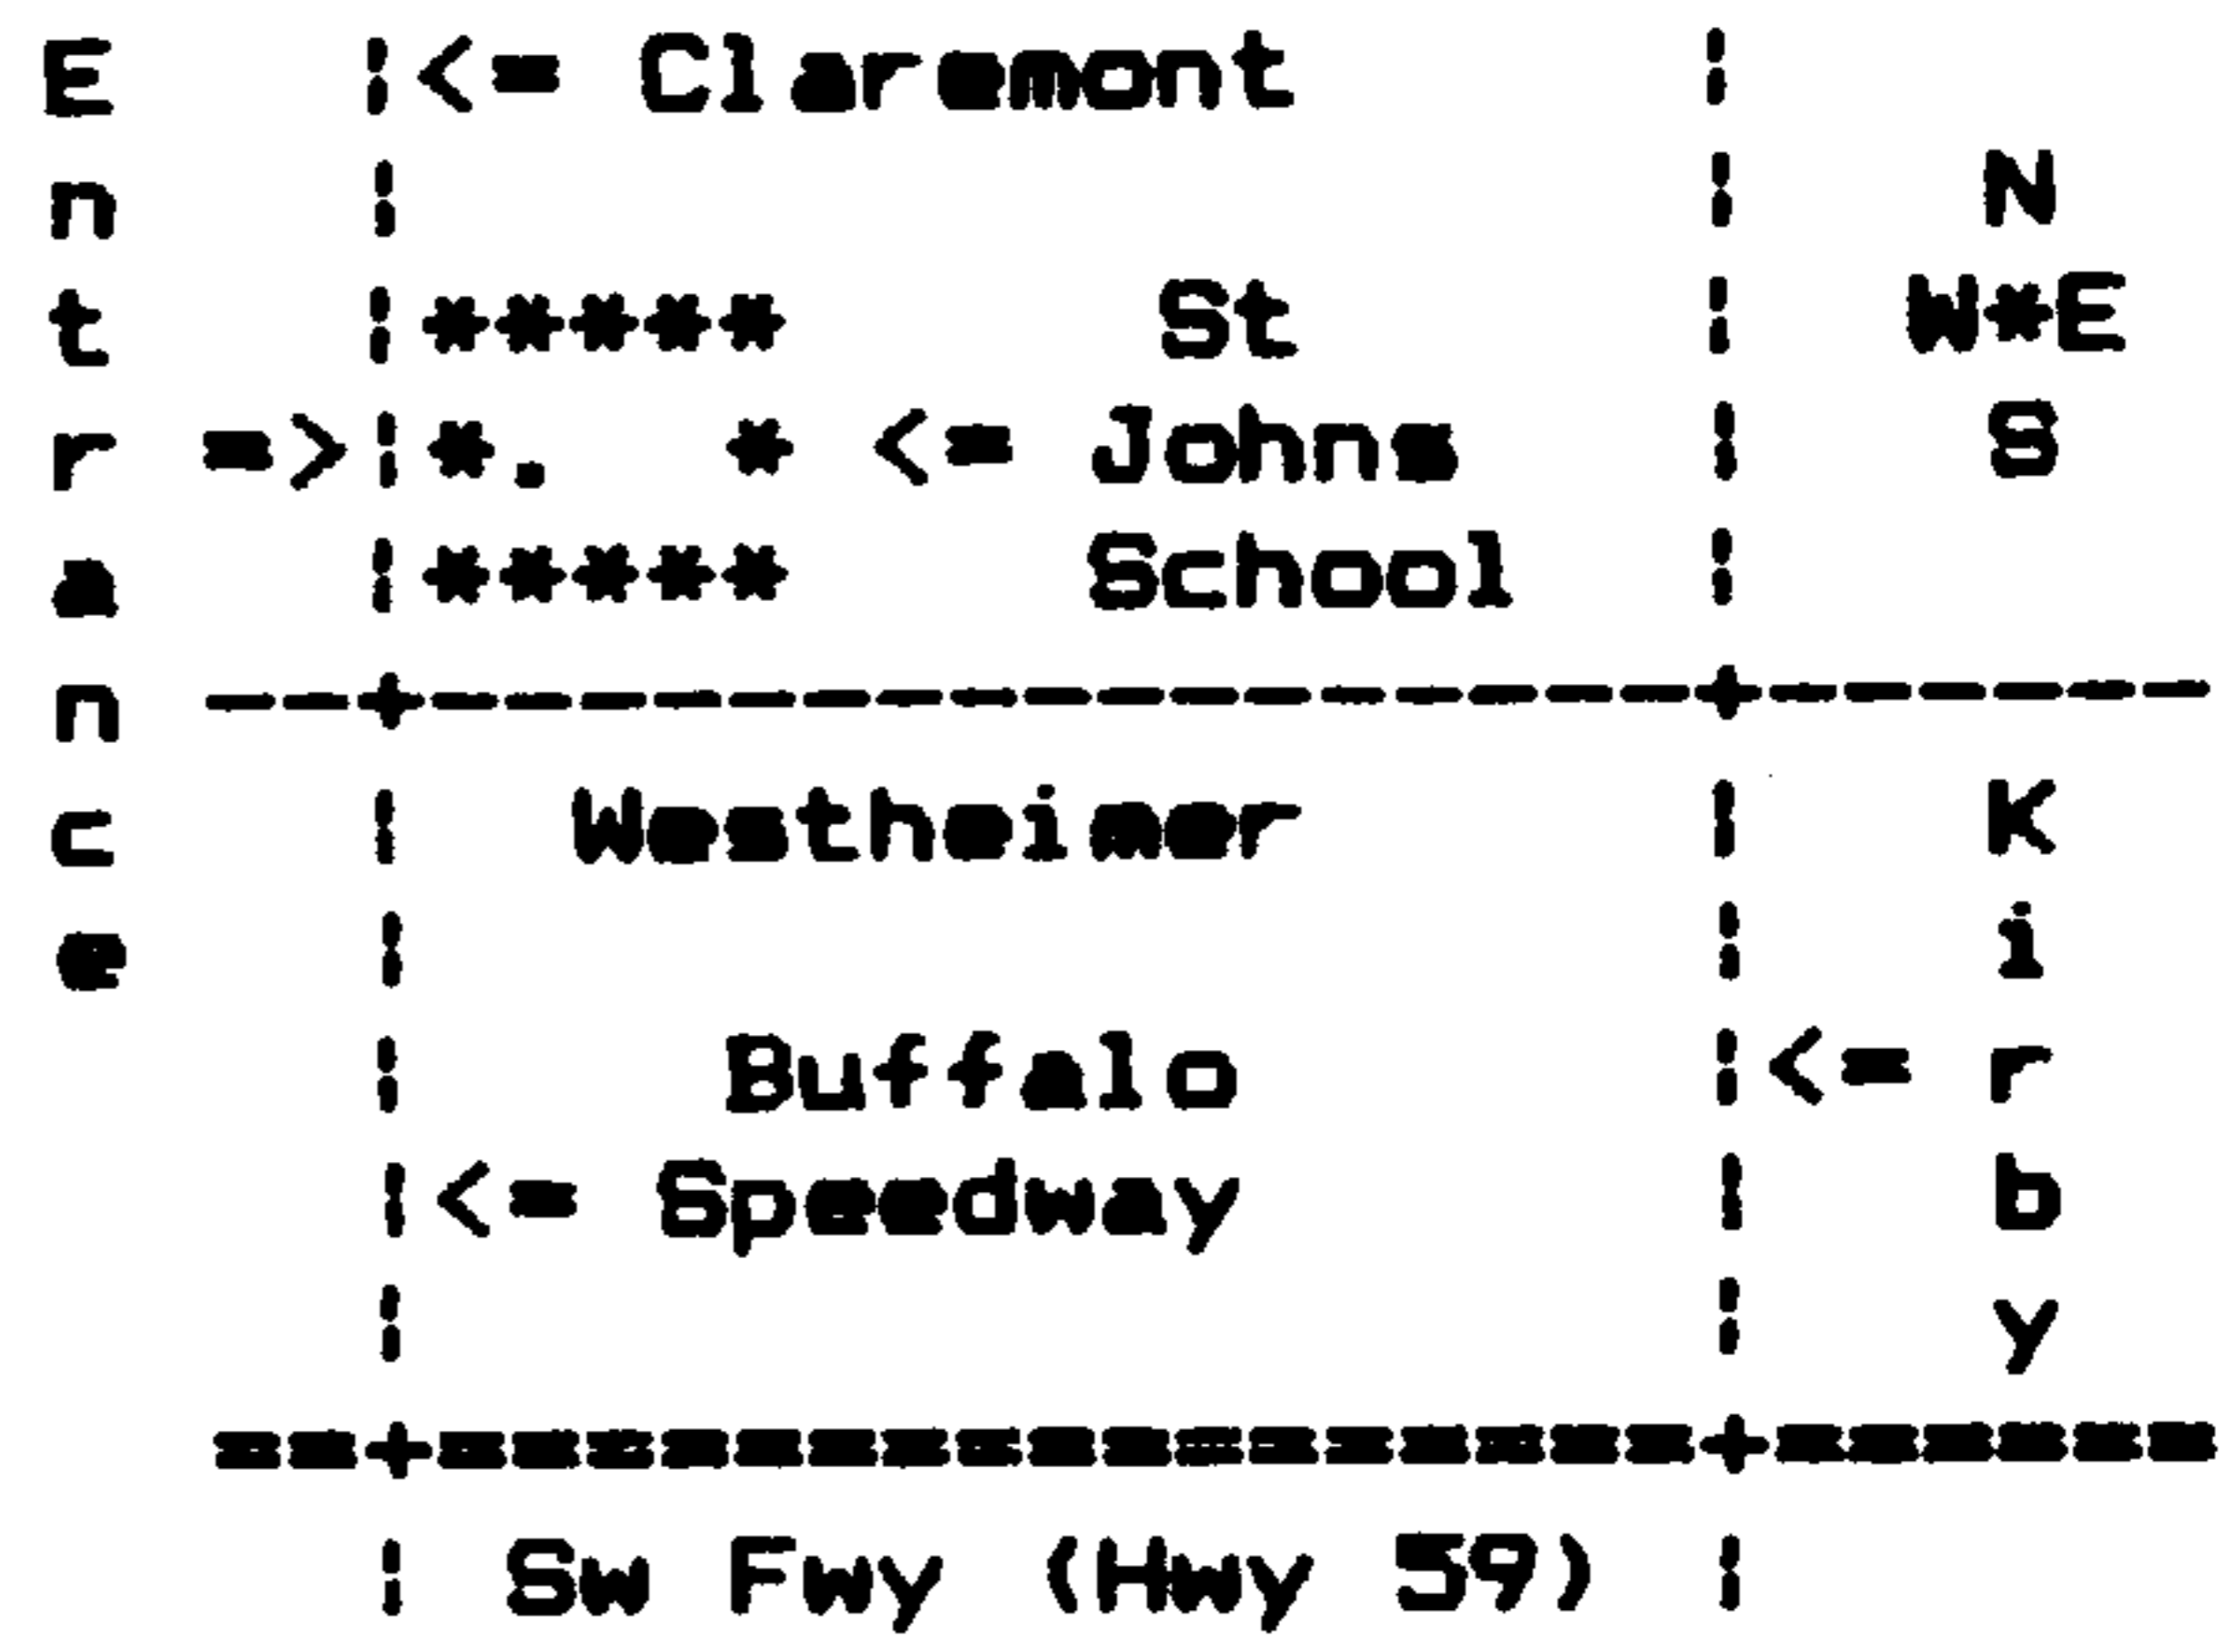 E   |<= Claremont      |
n   |                  |   N
t   |*****     St      |  W*E
r =>|*.  * <= Johns    |   S
a   |*****    School   |
n --+------------------+------
c   |  Westheimer      |   K
e   |                  |   i
    |    Buffalo       |<= r
    |<= Speedway       |   b
    |                  |   y
  ==+==================+======
    | Sw Fwy (Hwy 59)  |